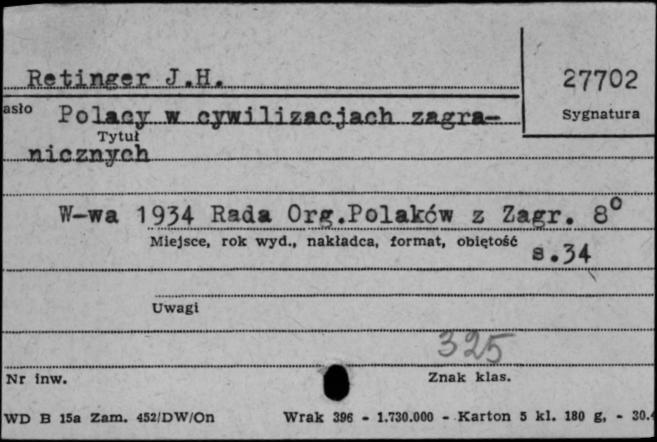 Retinger J.H.
27702
asło
Polacy w cywilizacjach zagra-
Sygnatura
Tytuł
nicznych
W-wa 1934 Rada Org.Polaków z Zagr. 8°
Miejsce, rok wyd., nakładca, format, objętość
s.34
Uwagi
325
Nr inw.
Znak klas.
WD B 15a Zam. 452/DW/On Wrak 396 - 1.730.000 - Karton 5 kl. 180 g, - 30.4